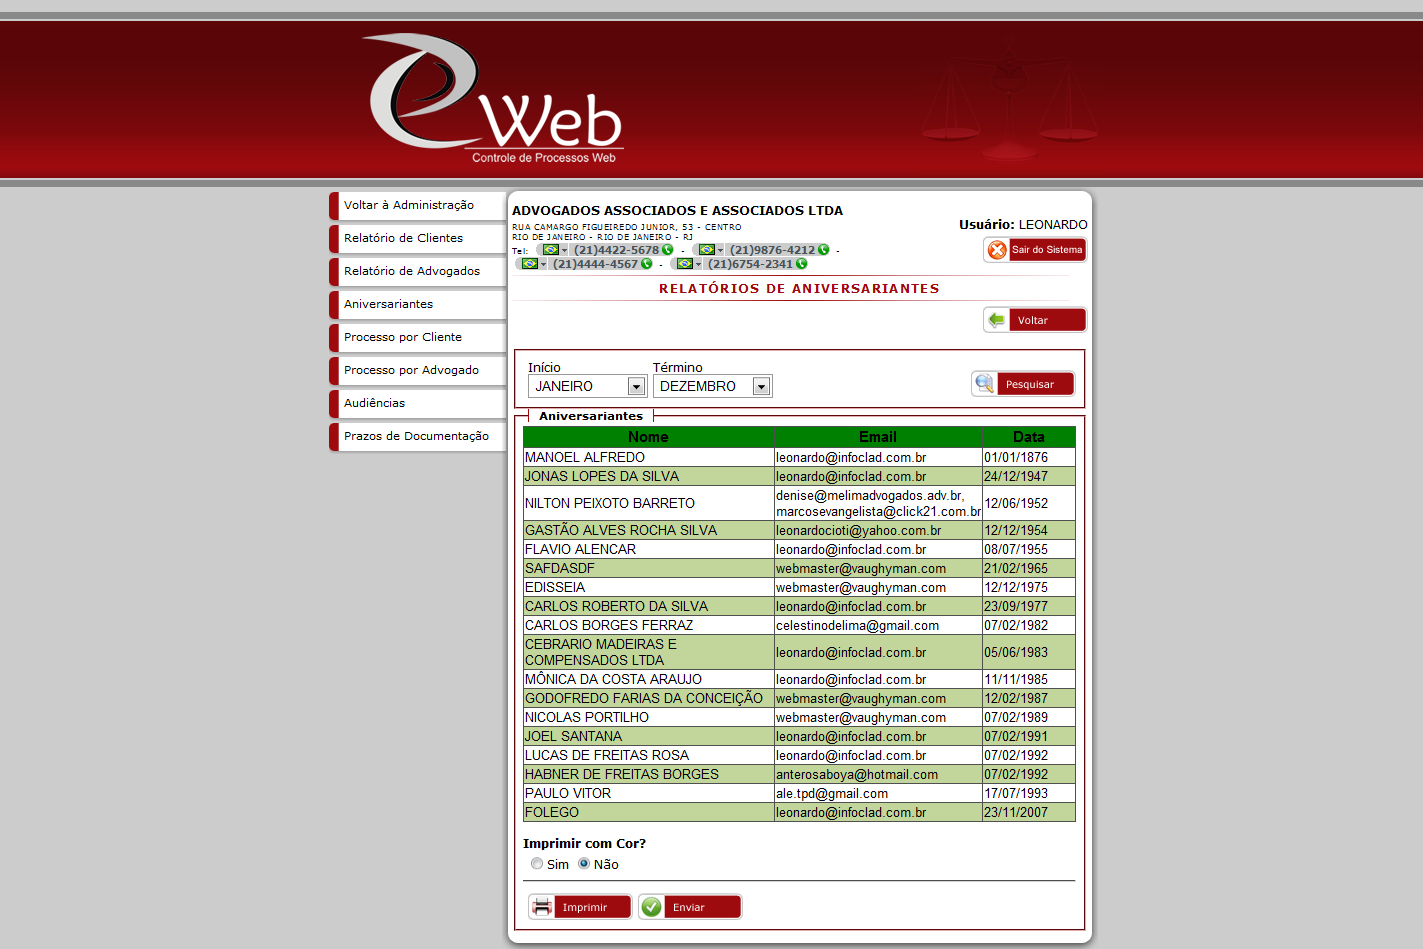 Web
Controle de Processos Web
Voltar à Administração
Relatório de Clientes
Relatório de Advogados
Aniversariantes
Processo por Cliente
Processo por Advogado
Audiências
Prazos de Documentação
ADVOGADOS ASSOCIADOS E ASSOCIADOS LTDA
RUA CAMARGO FIGUEIREDO JUNIOR, 53 - CENTRO
RIO DE JANEIRO - RIO DE JANEIRO - RJ
Tel: (21)4422-5678 - (21)9876-4212 -
(21)4444-4567 - (21)6754-2341
Usuário: LEONARDO
Sair do Sistema
RELATÓRIOS DE ANIVERSARIANTES
Voltar
Início Término
JANEIRO DEZEMBRO
Pesquisar
Aniversariantes
Nome Email Data
MANOEL ALFREDO leonardo@infoclad.com.br 01/01/1876
JONAS LOPES DA SILVA leonardo@infoclad.com.br 24/12/1947
NILTON PEIXOTO BARRETO denise@melimadvogados.adv.br,
marcosevangelista@click21.com.br 12/06/1952
GASTÃO ALVES ROCHA SILVA leonardocioti@yahoo.com.br 12/12/1954
FLAVIO ALENCAR leonardo@infoclad.com.br 08/07/1955
SAFDASDF webmaster@vaughyman.com 21/02/1965
EDISSEIA webmaster@vaughyman.com 12/12/1975
CARLOS ROBERTO DA SILVA leonardo@infoclad.com.br 23/09/1977
CARLOS BORGES FERRAZ celestinodelima@gmail.com 07/02/1982
CEBRARIO MADEIRAS E
COMPENSADOS LTDA leonardo@infoclad.com.br 05/06/1983
MÔNICA DA COSTA ARAUJO leonardo@infoclad.com.br 11/11/1985
GODOFREDO FARIAS DA CONCEIÇÃO webmaster@vaughyman.com 12/02/1987
NICOLAS PORTILHO webmaster@vaughyman.com 07/02/1989
JOEL SANTANA leonardo@infoclad.com.br 07/02/1991
LUCAS DE FREITAS ROSA leonardo@infoclad.com.br 07/02/1992
HABNER DE FREITAS BORGES anterosaboya@hotmail.com 07/02/1992
PAULO VITOR ale.tpd@gmail.com 17/07/1993
FOLEGO leonardo@infoclad.com.br 23/11/2007
Imprimir com Cor?
Sim Não
Imprimir Enviar